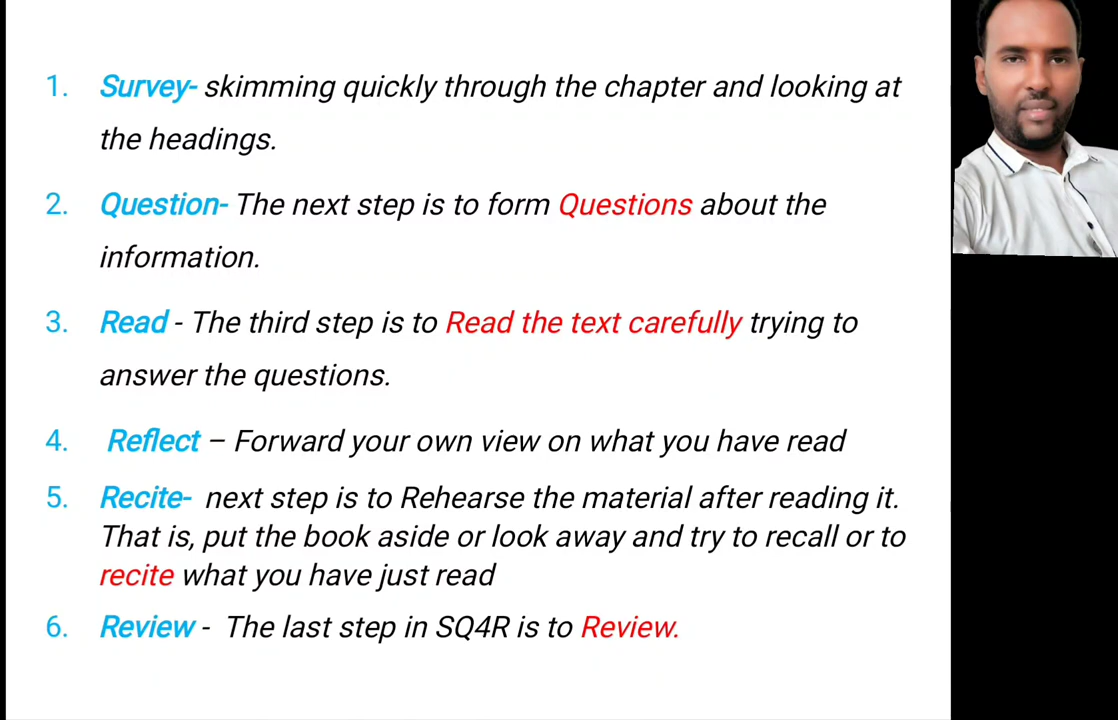 1. Survey- skimming quickly through the chapter and looking at
the headings.
2. Question- The next step is to form Questions about the
information.
3. Read - The third step is to Read the text carefully trying to
answer the questions.
4. Reflect – Forward your own view on what you have read
5. Recite- next step is to Rehearse the material after reading it.
That is, put the book aside or look away and try to recall or to
recite what you have just read
6. Review - The last step in SQ4R is to Review.